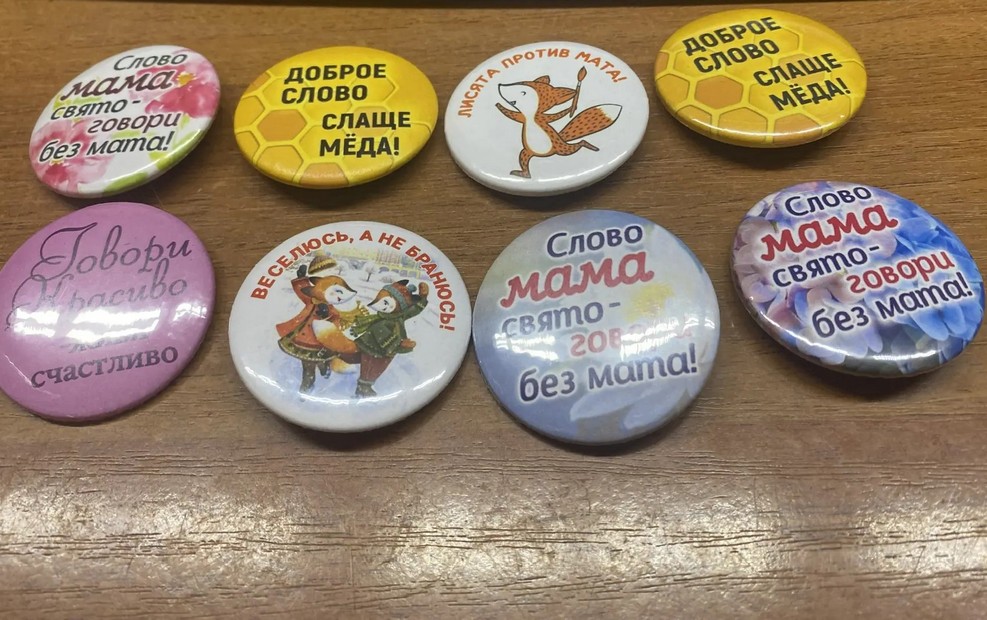 Слово
мама
свято-
говори
без мата!
ДОБРОЕ
СЛОВО
СЛАЩЕ
МЁДА!
ЛИСЯТА ПРОТИВ МАТА!
ДОБРОЕ
СЛОВО
СЛАЩЕ
МЁДА!
Говори
Красиво
счастливо
ВЕСЕЛЮСЬ, А НЕ БРАНЮСЬ!
Слово
мама
свято-
без мата!
Слово
мама
свято-
говори
без мата!